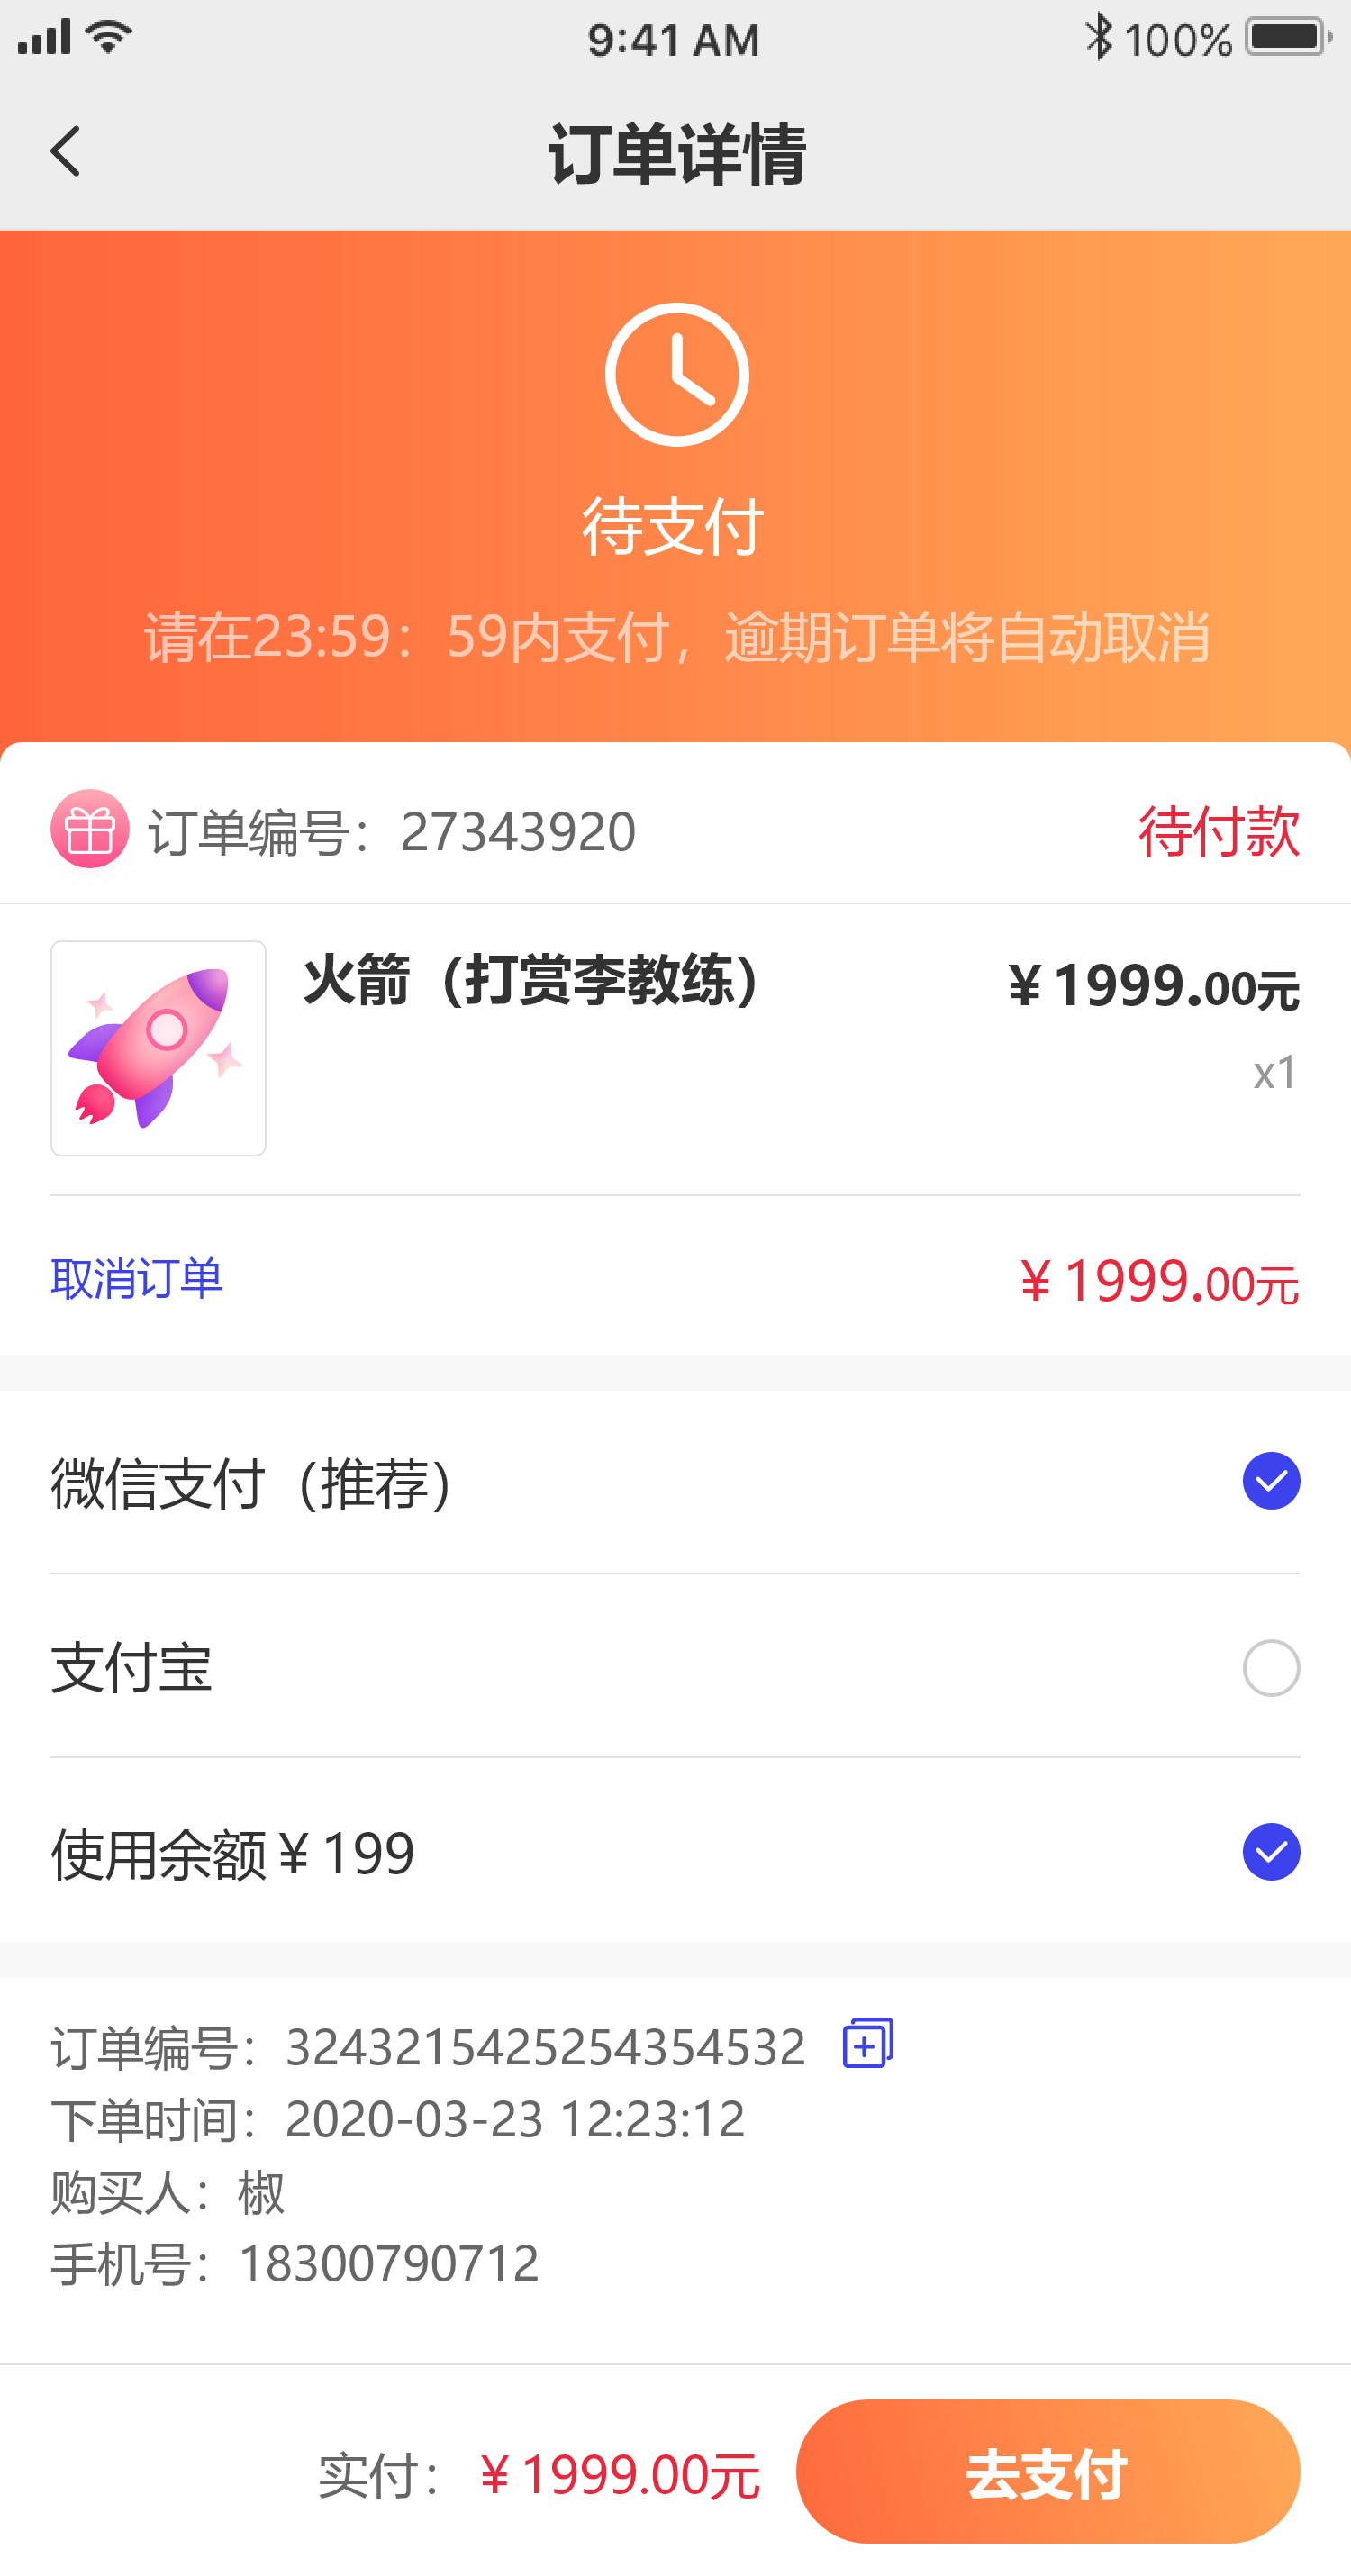 9:41 AM
100%
订单详情
待支付
请在23:59：59内支付，逾期订单将自动取消
订单编号：27343920
待付款
火箭（打赏李教练）
¥1999.00元
x1
取消订单
¥1999.00元
微信支付（推荐）
支付宝
使用余额¥199
订单编号：3243215425254354532
下单时间：2020-03-23 12:23:12
购买人：椒
手机号：18300790712
实付：¥1999.00元
去支付